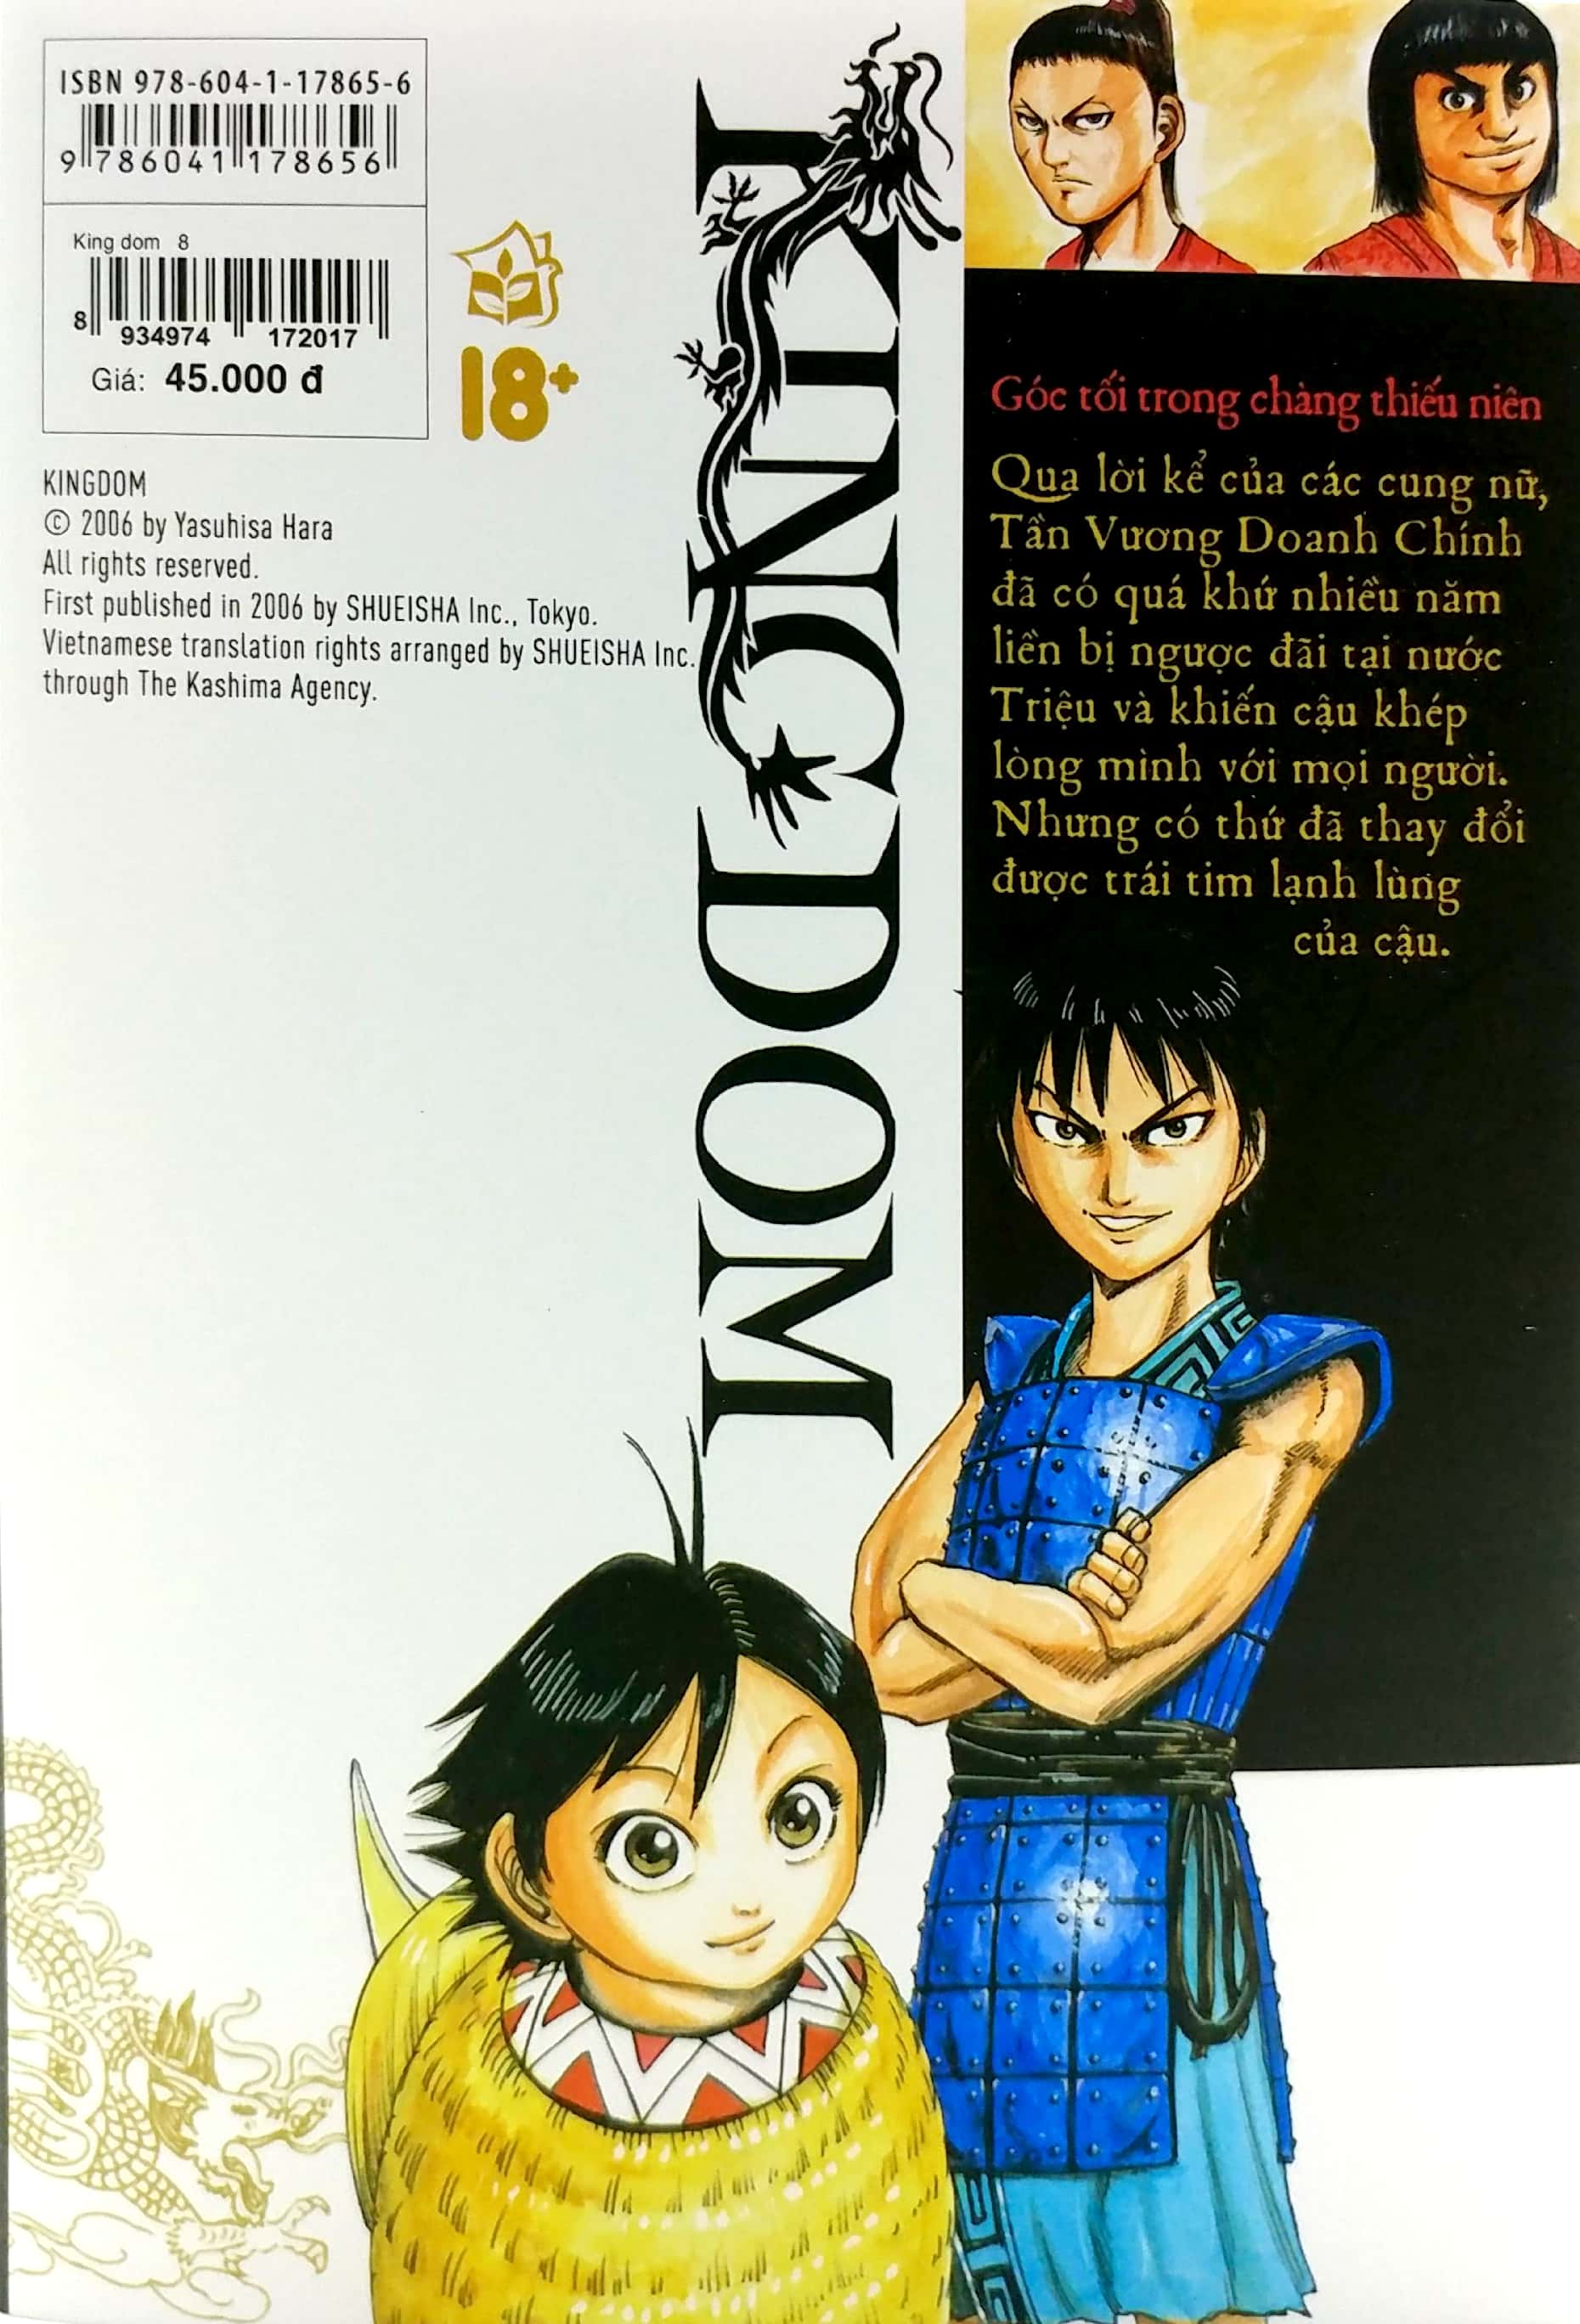 ISBN 978-604-1-17865-6
9 786041 178656
King dom 8
8 934974 172017
Giá: 45.000 đ
18+
KINGDOM
© 2006 by Yasuhisa Hara
All rights reserved.
First published in 2006 by SHUEISHA Inc., Tokyo.
Vietnamese translation rights arranged by SHUEISHA Inc.
through The Kashima Agency.
KINGDOM
Góc tối trong chàng thiếu niên
Qua lời kể của các cung nữ,
Tần Vương Doanh Chính
đã có quá khứ nhiều năm
liền bị ngược đãi tại nước
Triệu và khiến cậu khép
lòng mình với mọi người.
Nhưng có thứ đã thay đổi
được trái tim lạnh lùng
của cậu.